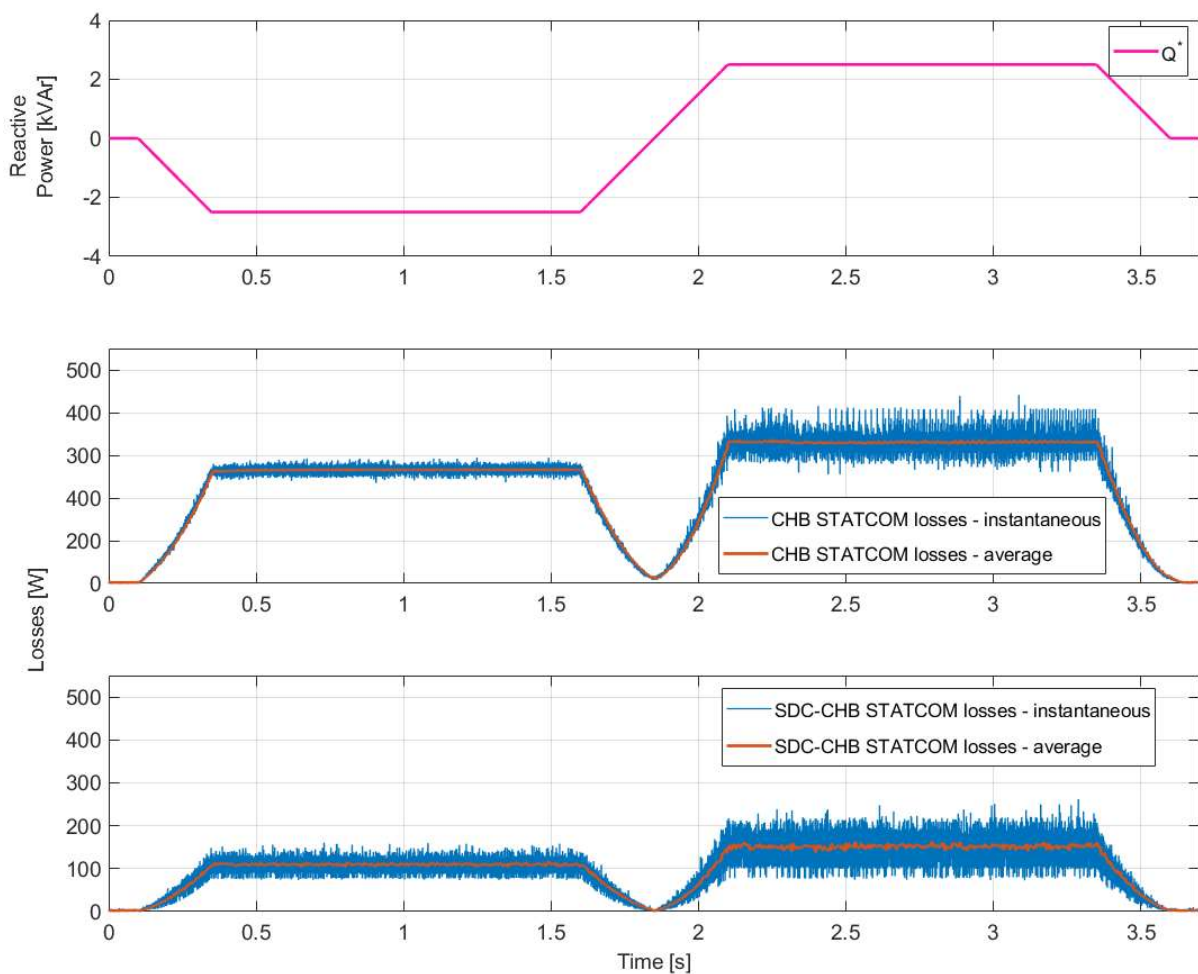 4
2
0
-2
-4
Reactive
Power [kVAr]
Q*
0 0.5 1 1.5 2 2.5 3 3.5
500
400
300
400
200
0
CHB STATCOM losses - instantaneous
CHB STATCOM losses - average
0 0.5 1 1.5 2 2.5 3 3.5
Losses [W]
500
400
300
200
100
0
SDC-CHB STATCOM losses - instantaneous
SDC-CHB STATCOM losses - average
0 0.5 1 1.5 2 2.5 3 3.5
Time [s]